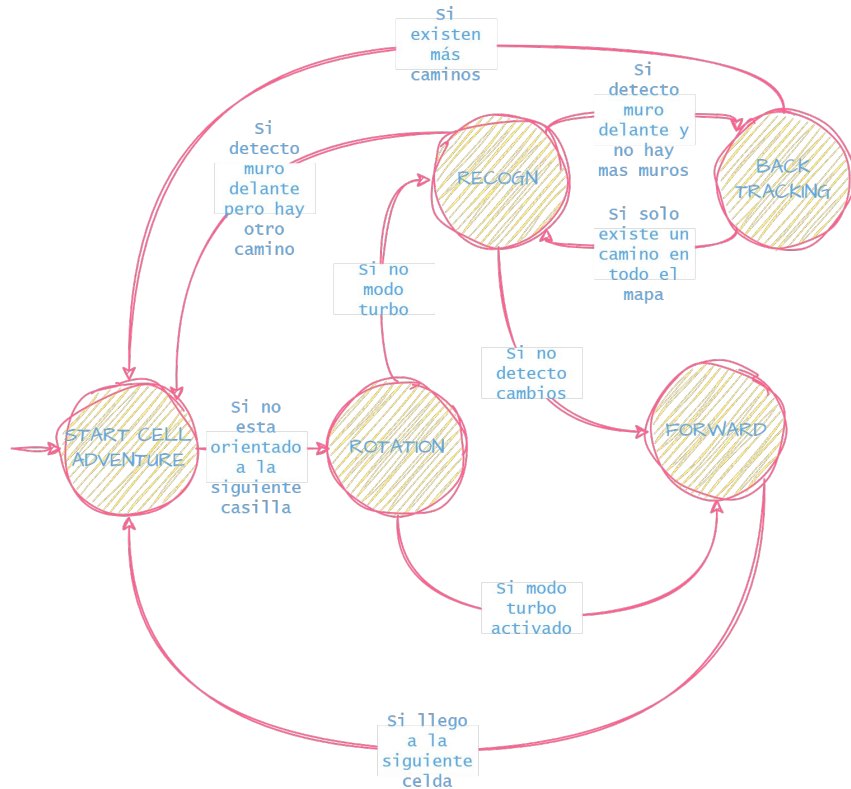 Si
existen
más
caminos
Si
detecto
muro
delante y
no hay
mas muros
Si
detecto
muro
delante
pero hay
otro
camino
RECOGN
BACK
TRACKING
Si solo
existe un
camino en
todo el
mapa
Si no
modo
turbo
Si no
detecto
cambios
START CELL
ADVENTURE
Si no
esta
orientado
a la
siguiente
casilla
ROTATION
FORWARD
Si modo
turbo
activado
Si llego
a la
siguiente
celda